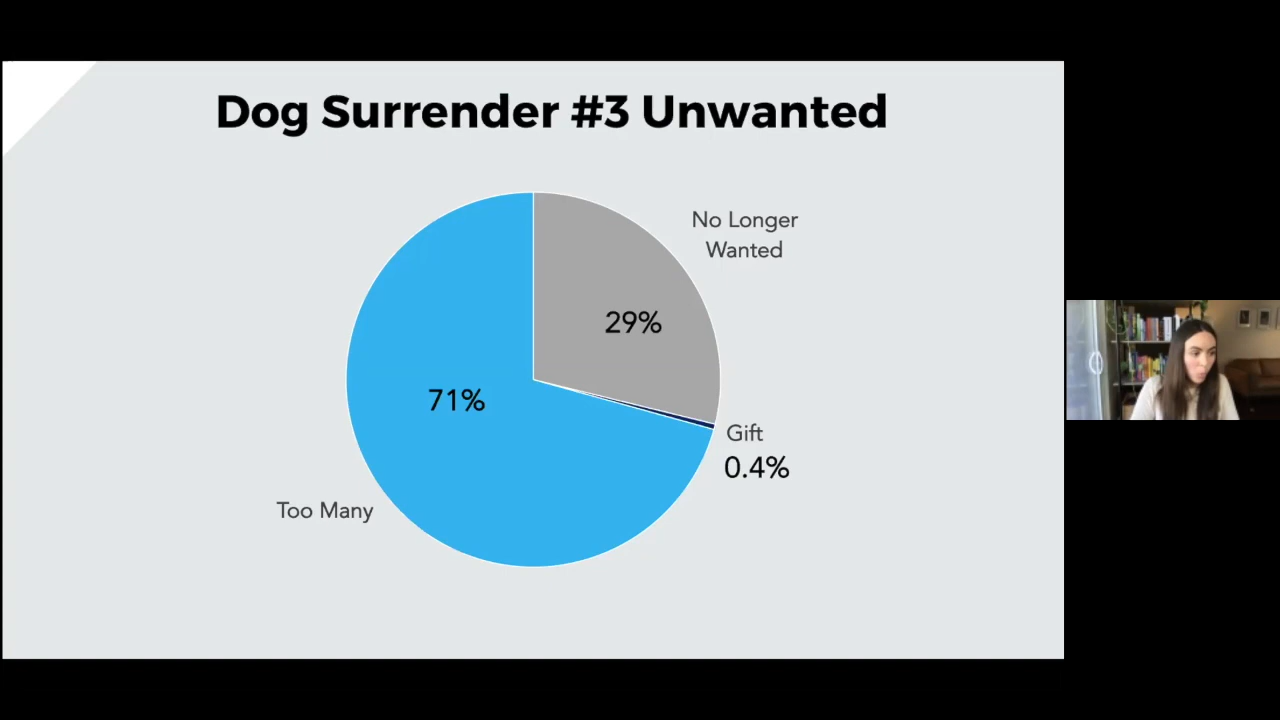 Dog Surrender #3 Unwanted
No Longer
Wanted
29%
71%
Gift
0.4%
Too Many